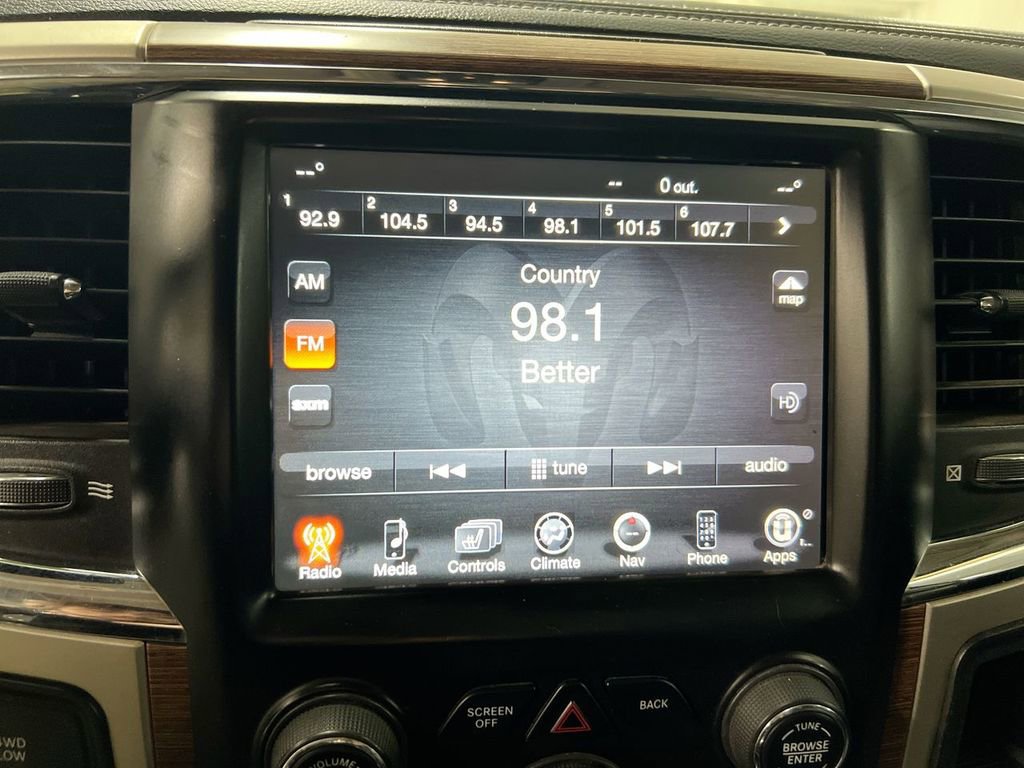 --°
--
0 out.
--°
1 92.9
2 104.5
3 94.5
4 98.1
5 101.5
6 107.7
AM
Country
map
FM
98.1
Better
sxm
HD
browse
tune
audio
Radio
Media
Controls
Climate
Nav
Phone
Apps
SCREEN
OFF
BACK
TUNE
BROWSE
ENTER
VOLUME
4WD
LOW